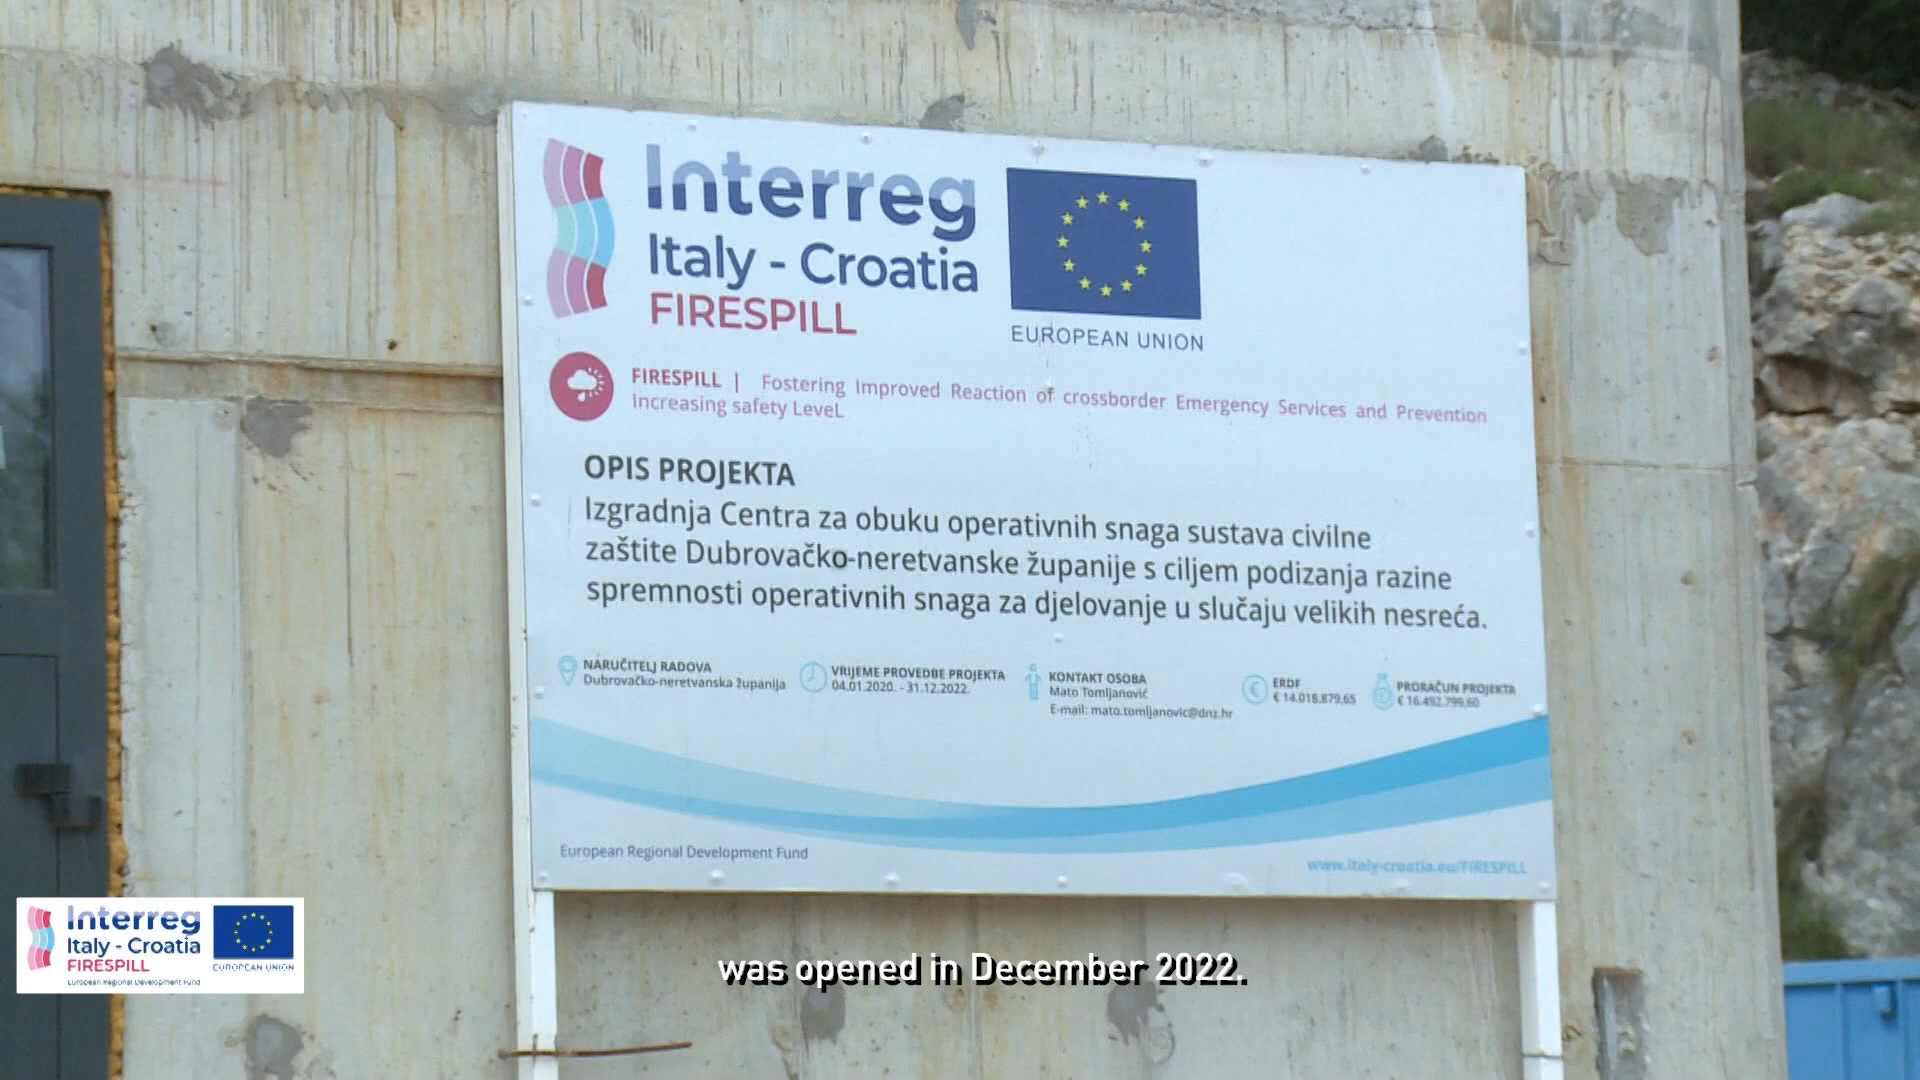 Interreg
Italy - Croatia
FIRESPILL
EUROPEAN UNION
FIRESPILL | Fostering Improved Reaction of crossborder Emergency Services and Prevention
Increasing safety LeveL
OPIS PROJEKTA
Izgradnja Centra za obuku operativnih snaga sustava civilne
zaštite Dubrovačko-neretvanske županije s ciljem podizanja razine
spremnosti operativnih snaga za djelovanje u slučaju velikih nesreća.
NARUČITELJ RADOVA
Dubrovačko-neretvanska županija
VRIJEME PROVEDBE PROJEKTA
04.01.2020. - 31.12.2022.
KONTAKT OSOBA
Mato Tomljanović
E-mail: mato.tomljanovic@dnz.hr
ERDF
€ 14.018.879,65
PRORAČUN PROJEKTA
€ 16.492.799,60
European Regional Development Fund
www.italy-croatia.eu/FIRESPILL
Interreg
Italy - Croatia
FIRESPILL
European Regional Development Fund
EUROPEAN UNION
was opened in December 2022.